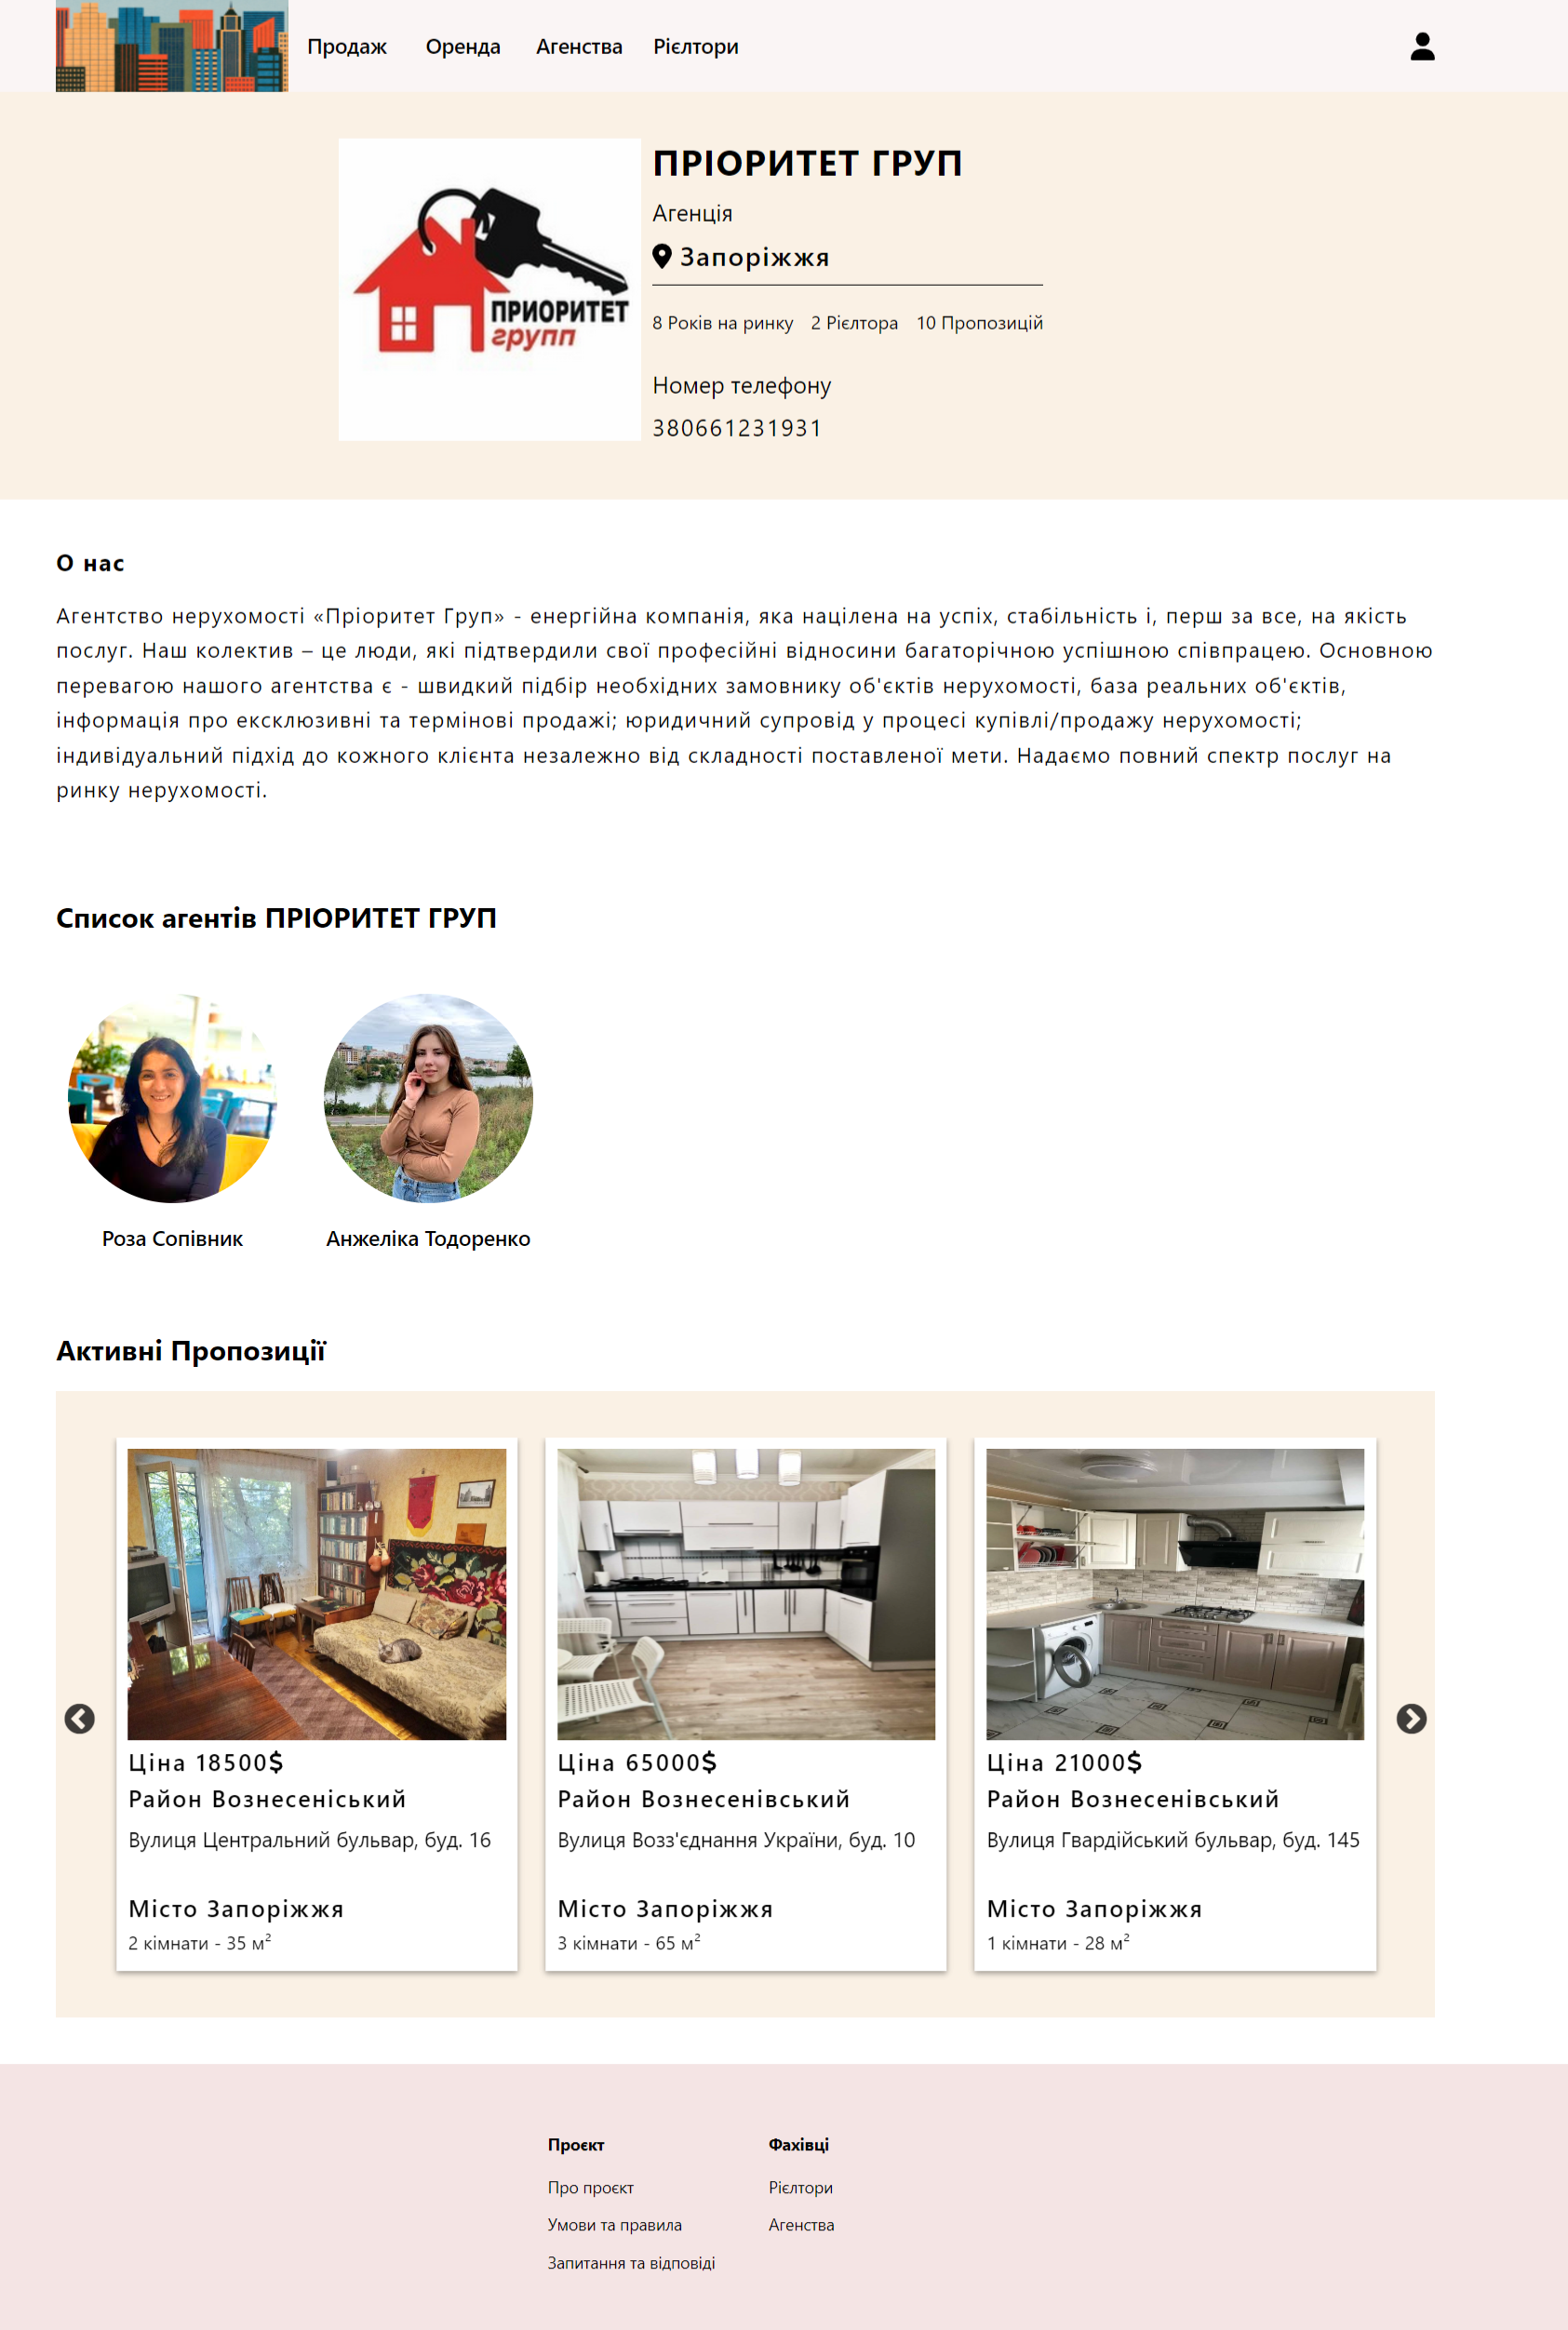 Продаж Оренда Агенства Рієлтори
ПРІОРИТЕТ ГРУП
Агенція
Запоріжжя
ПРИОРИТЕТ
групп
8 Років на ринку 2 Рієлтора 10 Пропозицій
Номер телефону
380661231931
О нас
Агентство нерухомості «Пріоритет Груп» - енергійна компанія, яка націлена на успіх, стабільність і, перш за все, на якість
послуг. Наш колектив – це люди, які підтвердили свої професійні відносини багаторічною успішною співпрацею. Основною
перевагою нашого агентства є - швидкий підбір необхідних замовнику об'єктів нерухомості, база реальних об'єктів,
інформація про ексклюзивні та термінові продажі; юридичний супровід у процесі купівлі/продажу нерухомості;
індивідуальний підхід до кожного клієнта незалежно від складності поставленої мети. Надаємо повний спектр послуг на
ринку нерухомості.
Список агентів ПРІОРИТЕТ ГРУП
Роза Сопівник
Анжеліка Тодоренко
Активні Пропозиції
Ціна 18500$
Район Вознесеніський
Вулиця Центральний бульвар, буд. 16
Місто Запоріжжя
2 кімнати - 35 м²
Ціна 65000$
Район Вознесенівський
Вулиця Возз'єднання України, буд. 10
Місто Запоріжжя
3 кімнати - 65 м²
Ціна 21000$
Район Вознесенівський
Вулиця Гвардійський бульвар, буд. 145
Місто Запоріжжя
1 кімнати - 28 м²
Проєкт
Про проєкт
Умови та правила
Запитання та відповіді
Фахівці
Рієлтори
Агенства